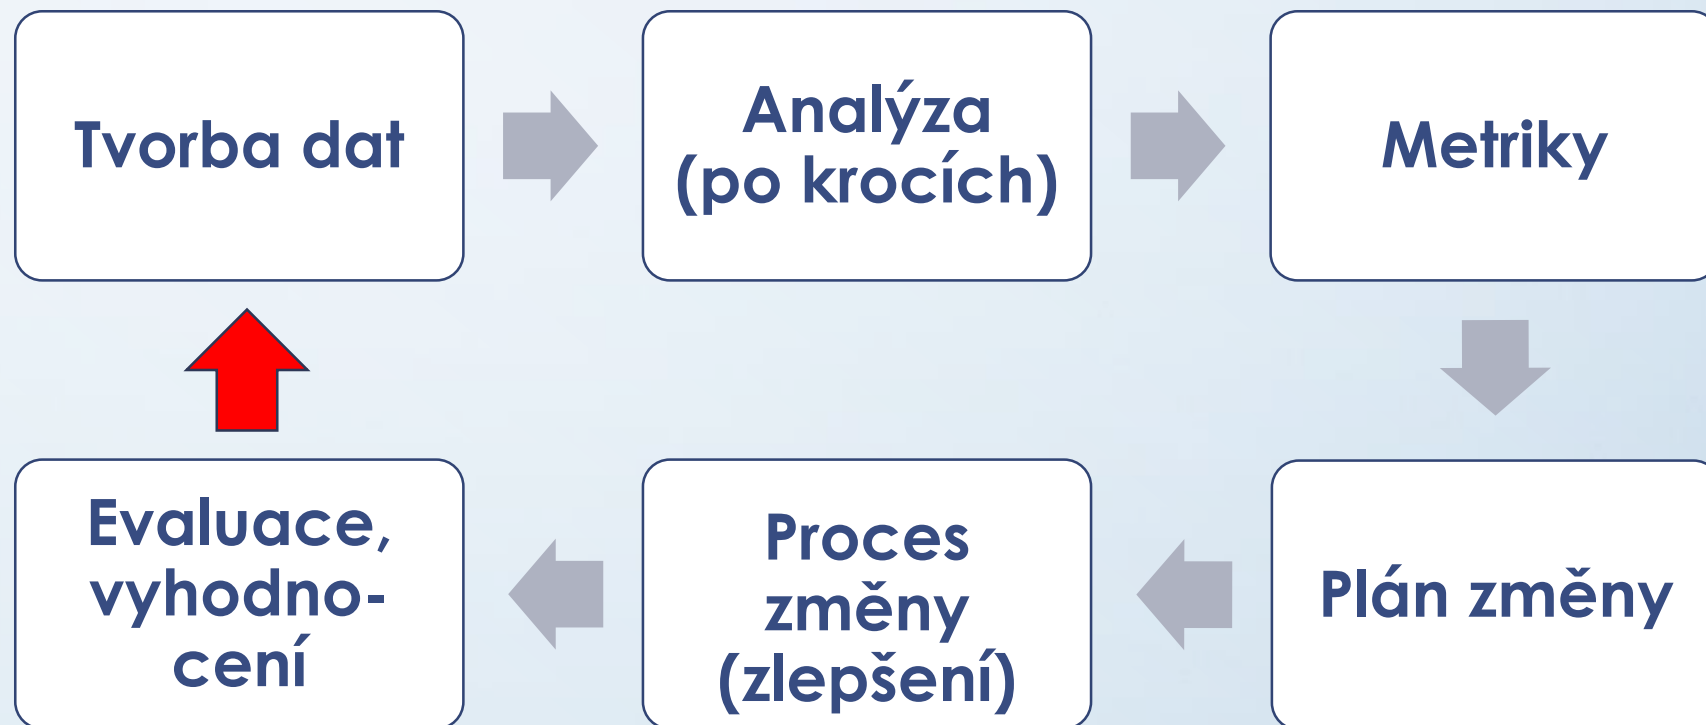 Tvorba dat
Analýza
(po krocích)
Metriky
Evaluace,
vyhodno-
cení
Proces
změny
(zlepšení)
Plán změny